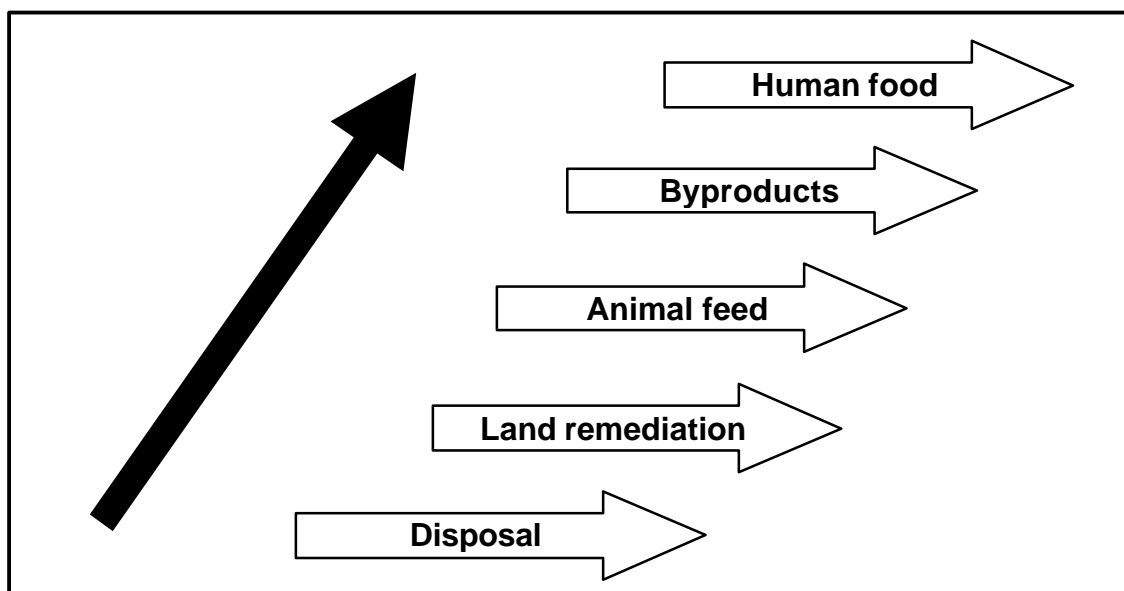 Human food
Byproducts
Animal feed
Land remediation
Disposal